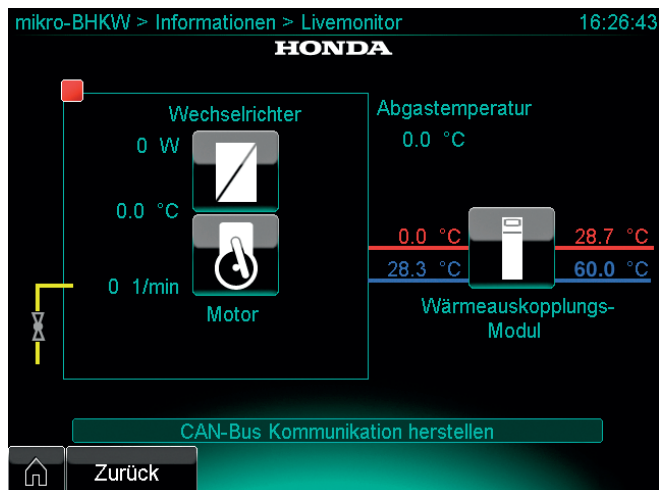 mikro-BHKW > Informationen > Livemonitor 16:26:43
HONDA
Wechselrichter
0 W
0.0 °C
0 1/min
Motor
Abgastemperatur
0.0 °C
0.0 °C 28.7 °C
28.3 °C 60.0 °C
Wärmeauskopplungs-
Modul
CAN-Bus Kommunikation herstellen
Zurück